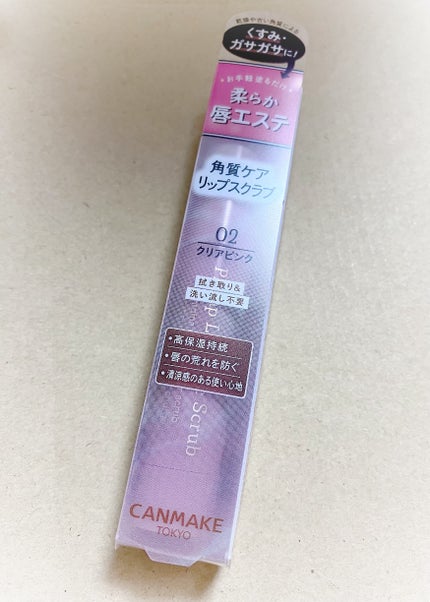 乾燥や古い角質による
くすみ・
ガサガサに!
お手軽塗るだけ
柔らか
唇エステ
角質ケア
リップスクラブ
02
クリアピンク
拭き取り&
洗い流し不要
•高保湿持続
•唇の荒れを防ぐ
•清涼感のある使い心地
Scrub
CANMAKE
TOKYO